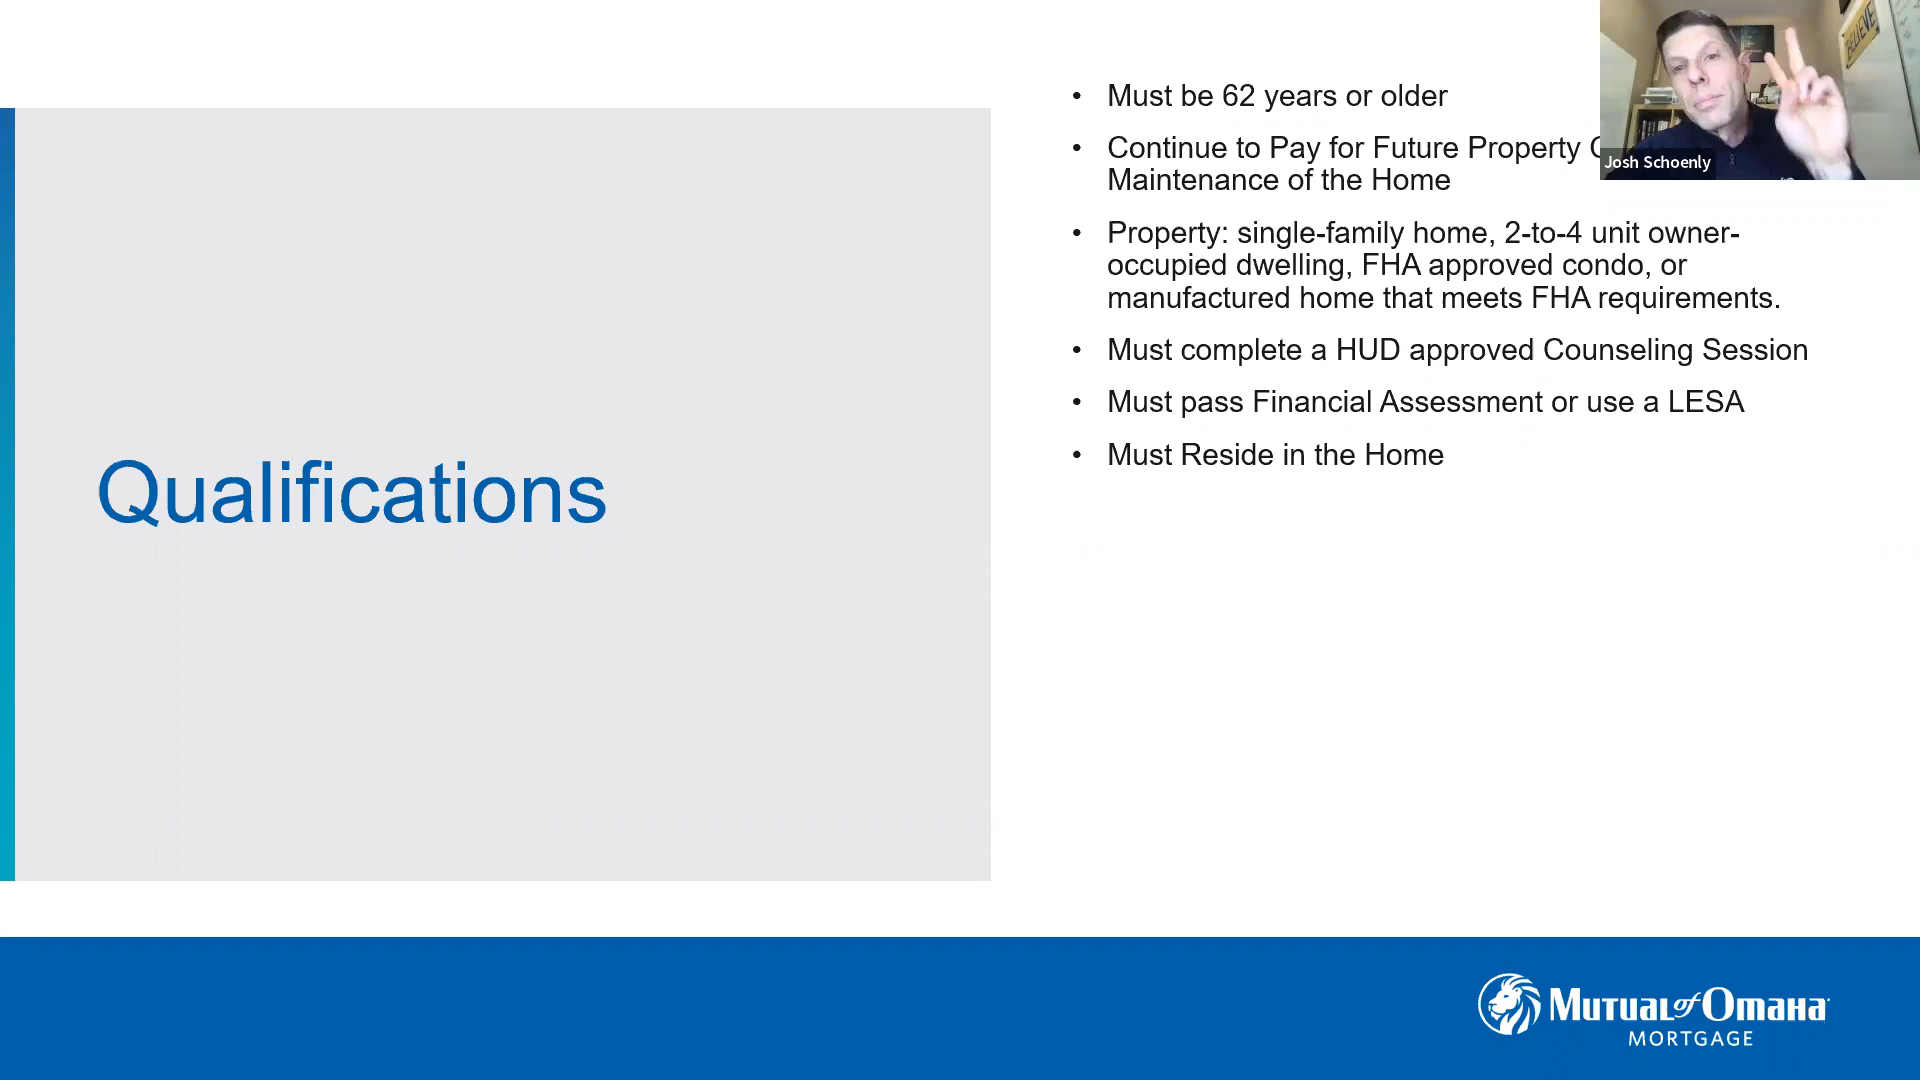 BELIEVE
Josh Schoenly
• Must be 62 years or older
• Continue to Pay for Future Property
Maintenance of the Home
• Property: single-family home, 2-to-4 unit owner-
occupied dwelling, FHA approved condo, or
manufactured home that meets FHA requirements.
• Must complete a HUD approved Counseling Session
• Must pass Financial Assessment or use a LESA
• Must Reside in the Home
Qualifications
Mutual of Omaha
MORTGAGE